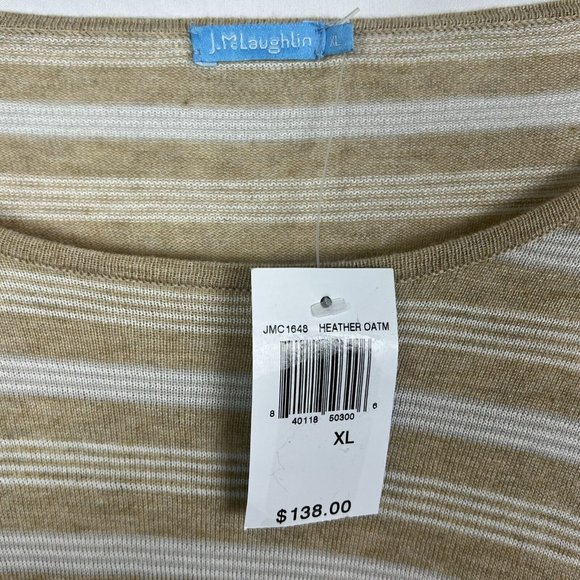 J.McLaughlin XL
JMC1648 HEATHER OATM
8 40118 50300 6
XL
$138.00